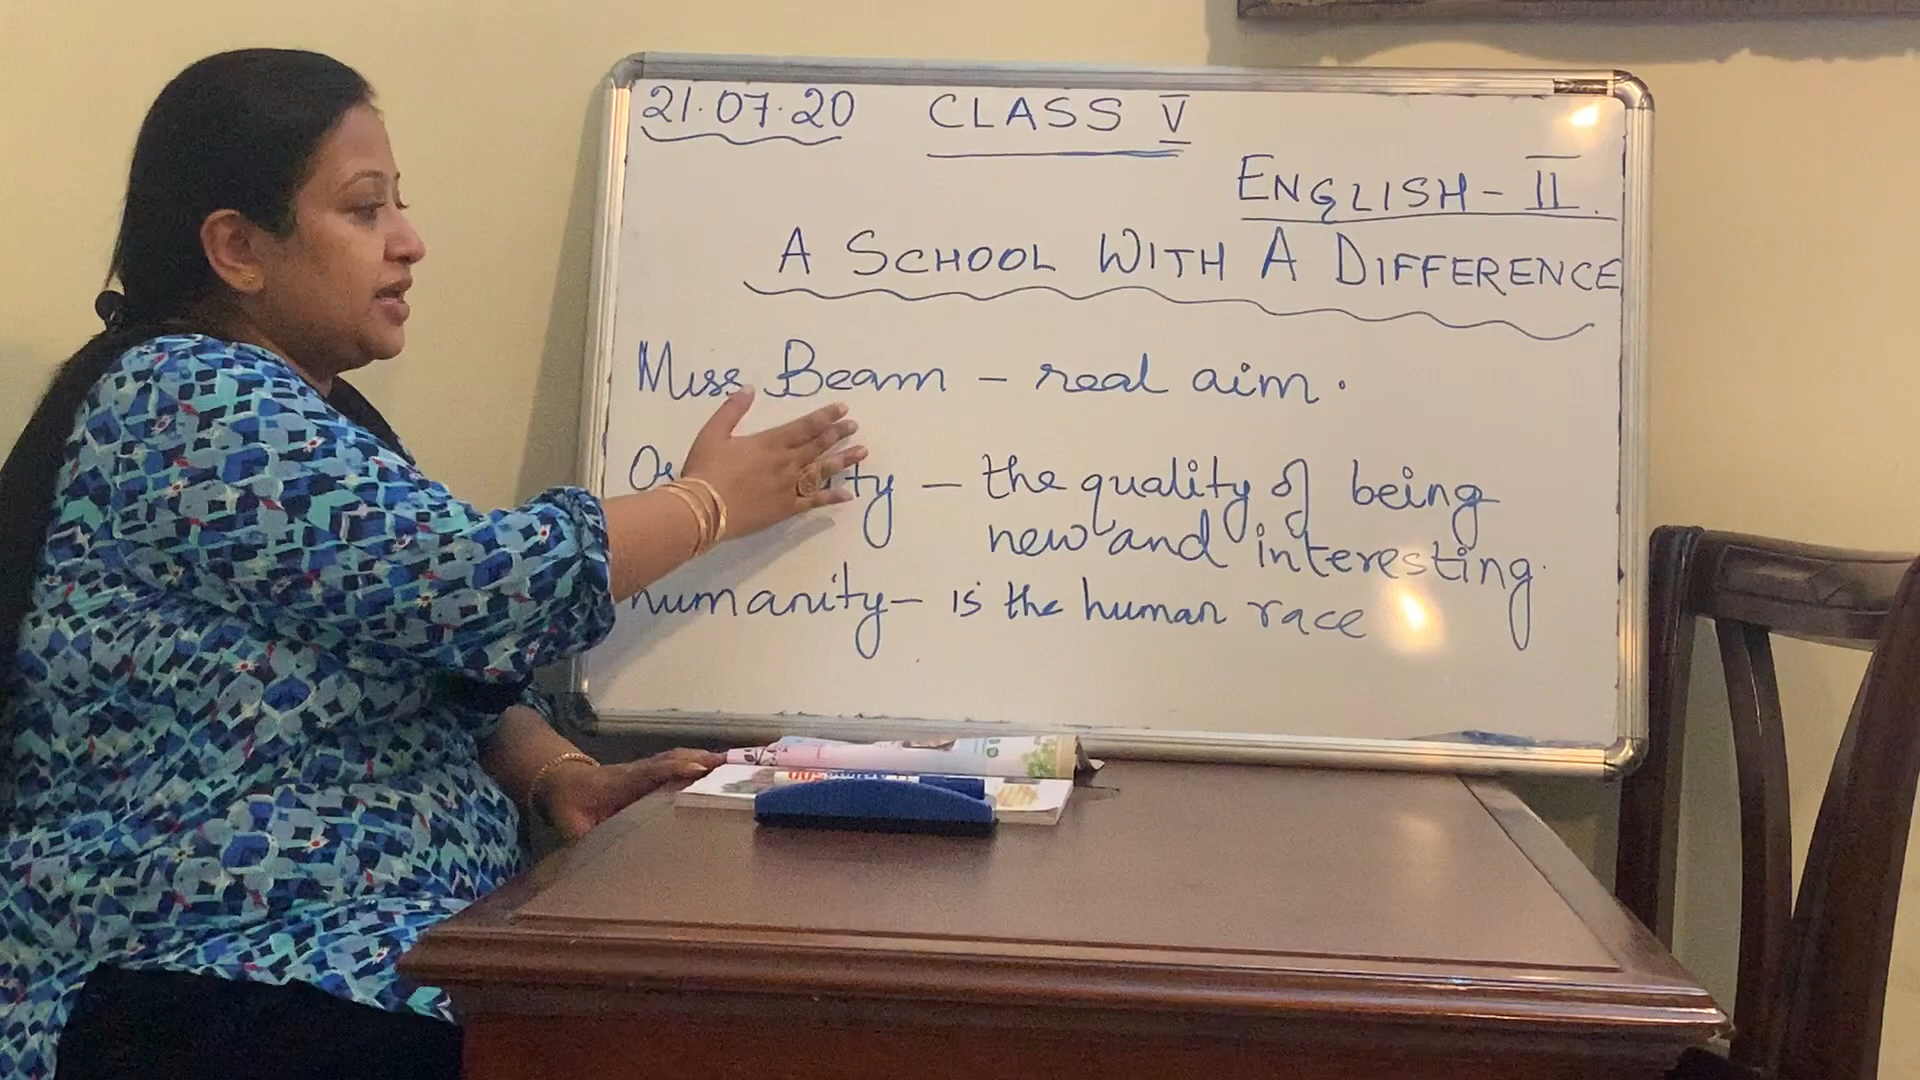 21.07.20 CLASS V
ENGLISH - II.
A SCHOOL WITH A DIFFERENCE
Miss Beam - real aim.
- the quality of being
new and interesting.
humanity - is the human race